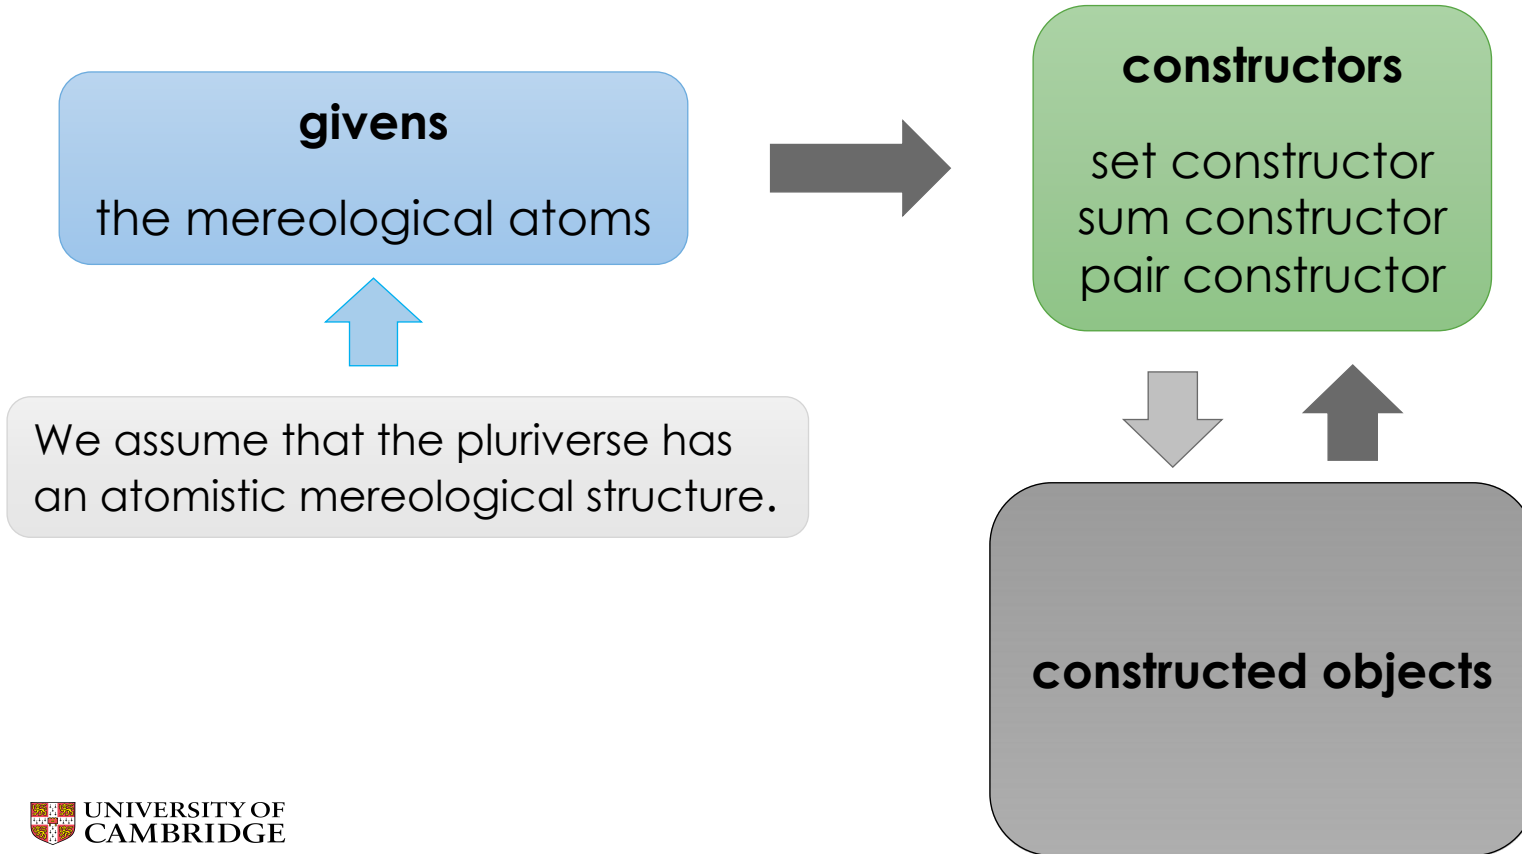 givens
the mereological atoms
We assume that the pluriverse has
an atomistic mereological structure.
constructors
set constructor
sum constructor
pair constructor
constructed objects
UNIVERSITY OF
CAMBRIDGE